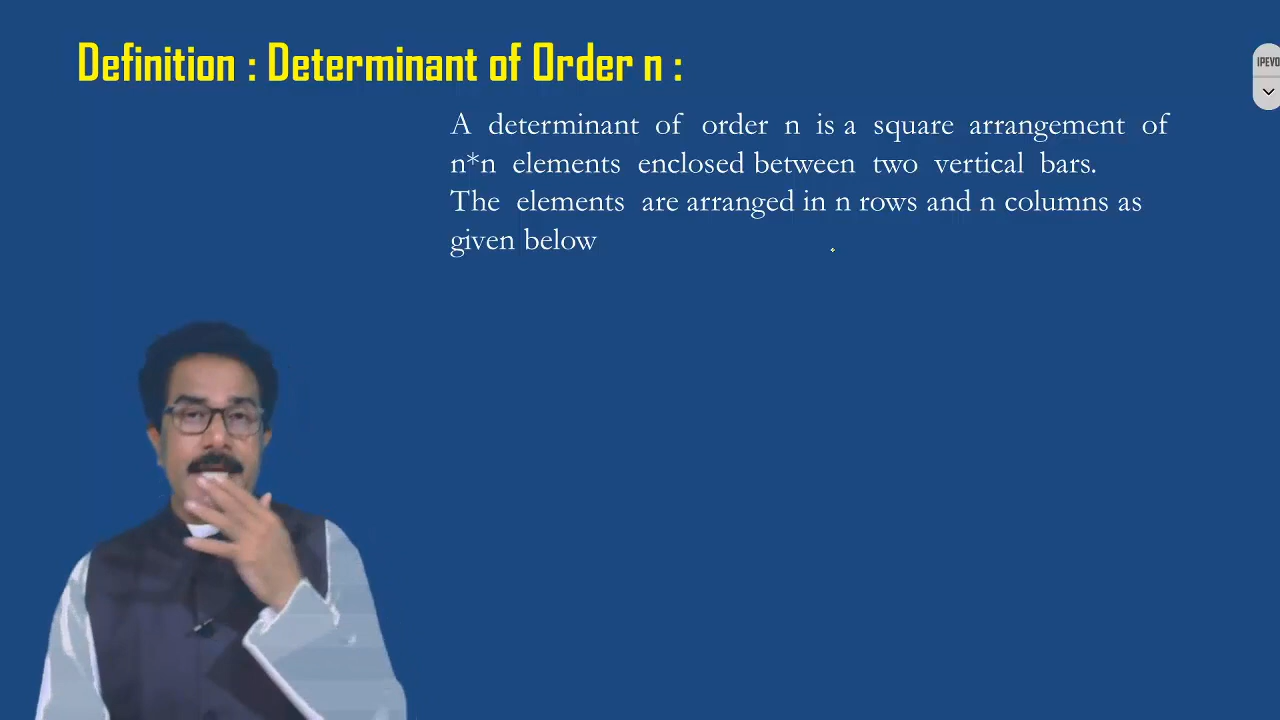 Definition : Determinant of Order n :
A determinant of order n is a square arrangement of
n*n elements enclosed between two vertical bars.
The elements are arranged in n rows and n columns as
given below
IPEVO